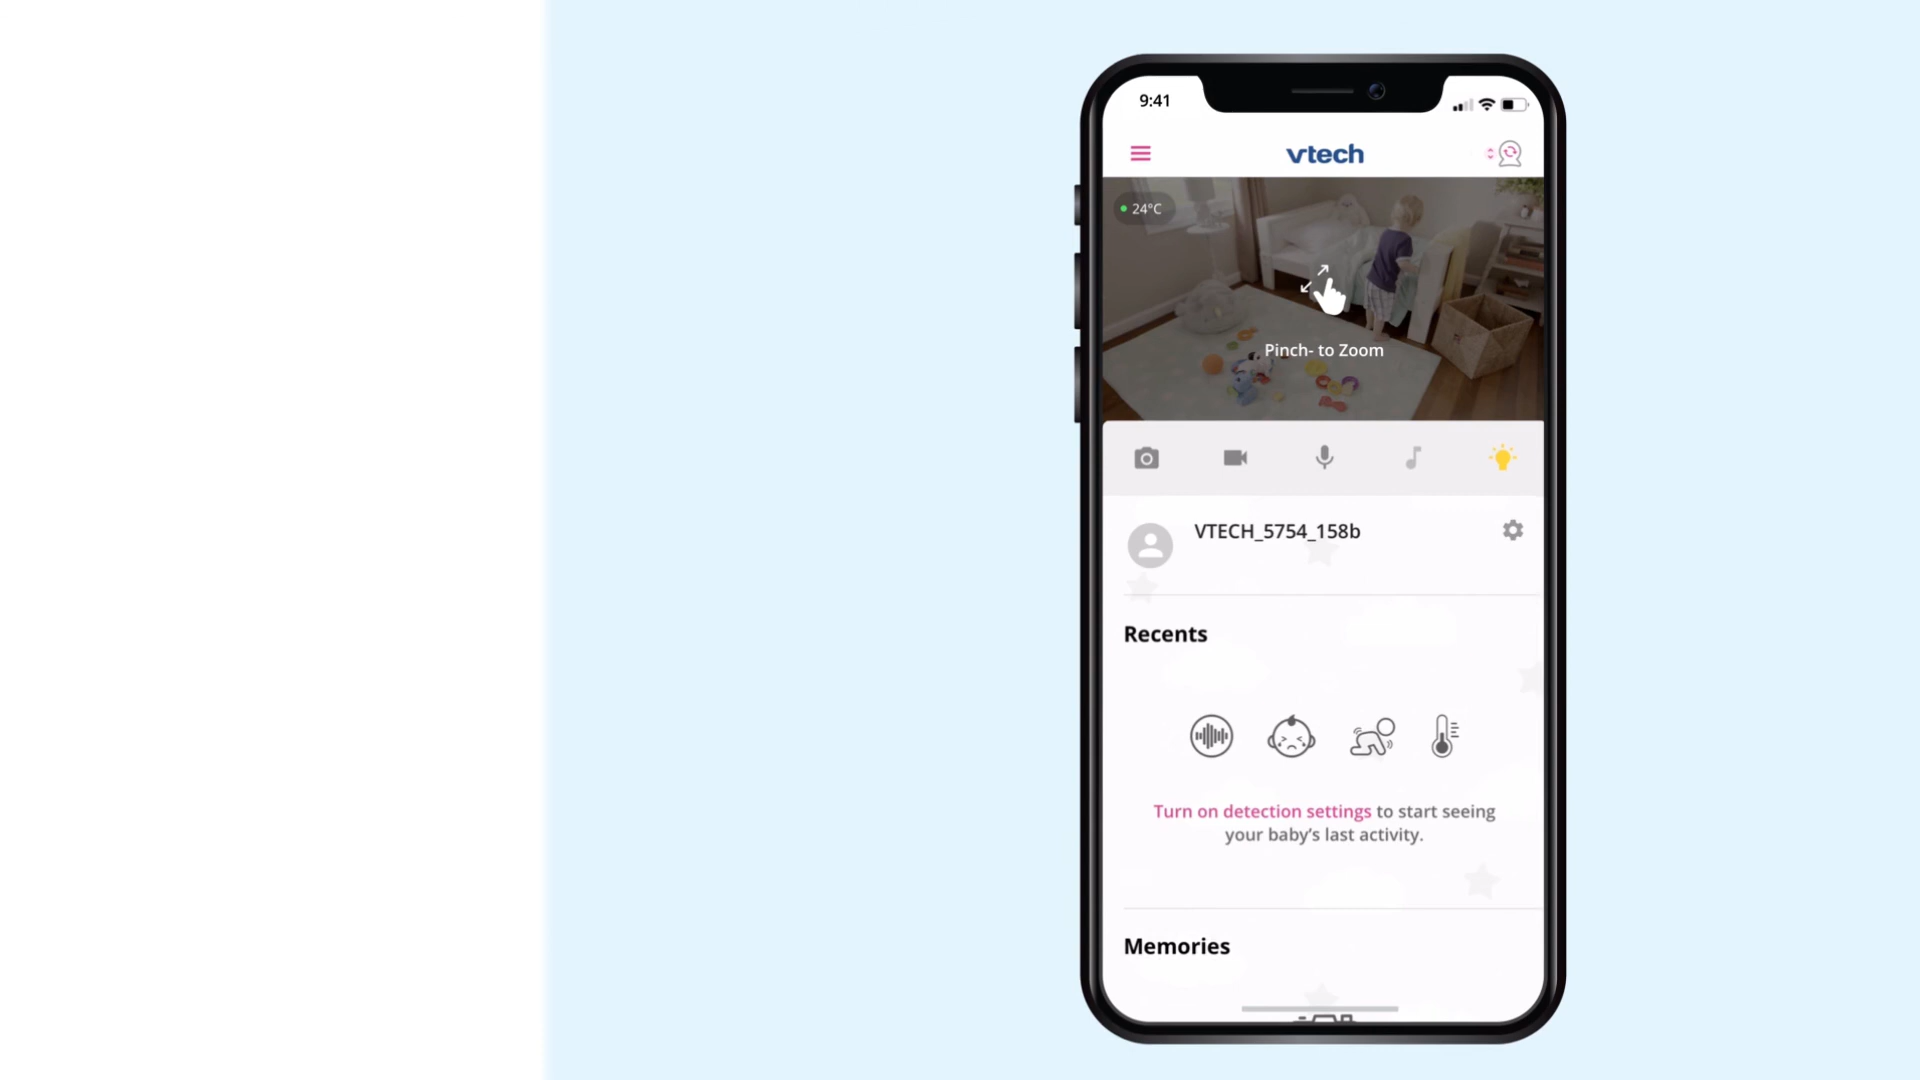 9:41
vtech
24°C
Pinch- to Zoom
VTECH_5754_158b
Recents
Turn on detection settings to start seeing
your baby’s last activity.
Memories